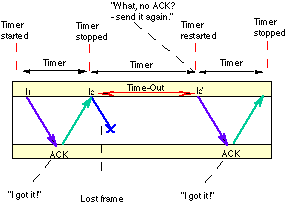 "What, no ACK?
- send it again."
Timer
started
Timer
stopped
Timer
restarted
Timer
stopped
Timer
Timer
Timer
I1
I2
Time-Out
I2'
ACK
ACK
"I got it!"
Lost frame
"I got it!"